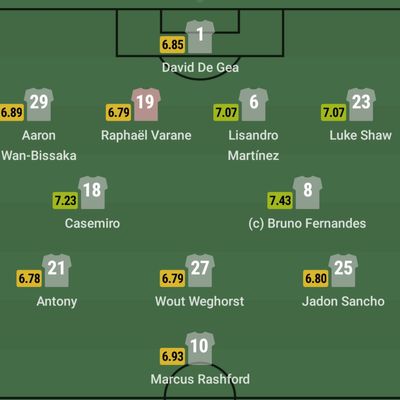 1
6.85
David De Gea
29
19
6
23
6.89
6.79
7.07
7.07
Aaron
Wan-Bissaka
Raphaël Varane
Lisandro
Martínez
Luke Shaw
18
8
7.23
7.43
Casemiro
(c) Bruno Fernandes
21
27
25
6.78
6.79
6.80
Antony
Wout Weghorst
Jadon Sancho
10
6.93
Marcus Rashford